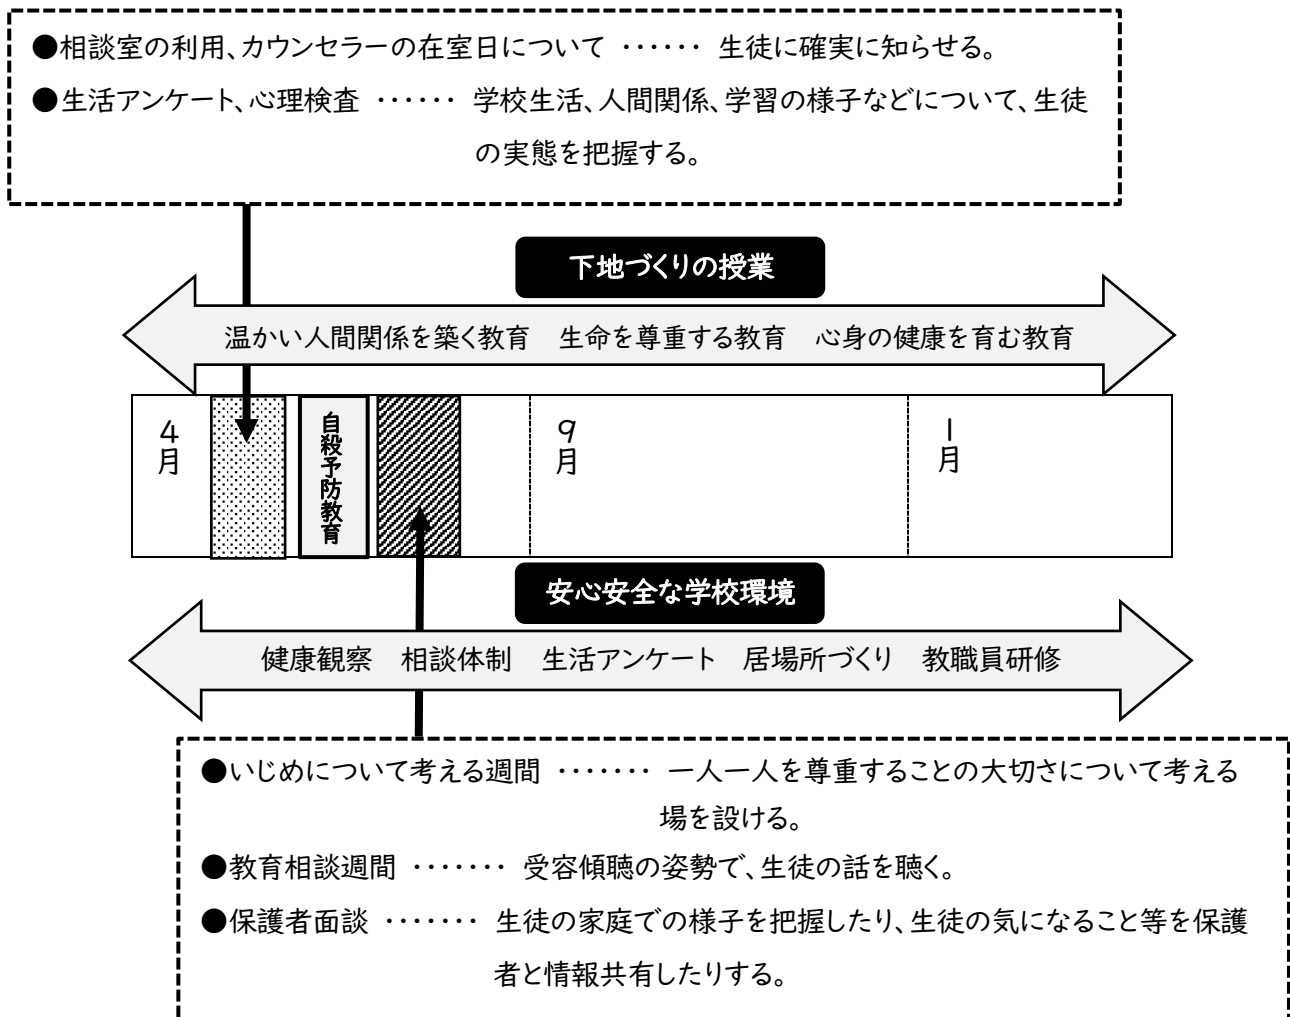 ●相談室の利用、カウンセラーの在室日について ‥‥‥ 生徒に確実に知らせる。
●生活アンケート、心理検査 ‥‥‥ 学校生活、人間関係、学習の様子などについて、生徒
の実態を把握する。
下地づくりの授業
温かい人間関係を築く教育 生命を尊重する教育 心身の健康を育む教育
4月
自殺予防教育
9月
1月
安心安全な学校環境
健康観察 相談体制 生活アンケート 居場所づくり 教職員研修
●いじめについて考える週間 ・・・・・・・ 一人一人を尊重することの大切さについて考える
場を設ける。
●教育相談週間 ・・・・・・・ 受容傾聴の姿勢で、生徒の話を聴く。
●保護者面談 ・・・・・・・ 生徒の家庭での様子を把握したり、生徒の気になること等を保護
者と情報共有したりする。